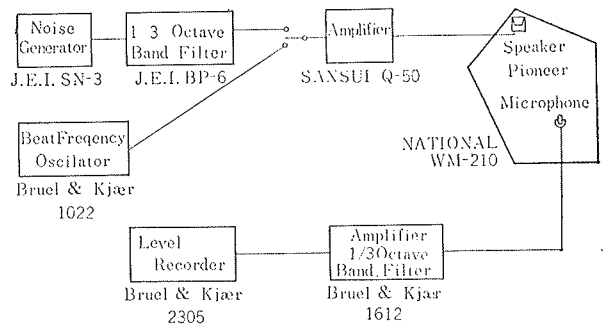 Noise
Generator
J.E.I. SN-3
1 3 Octave
Band Filter
J.E.I. BP-6
Amplifier
SANSUI Q-50
Speaker
Pioneer
Microphone
NATIONAL
WM-210
BeatFreqency
Oscilator
Bruel & Kjær
1022
Level
Recorder
Bruel & Kjær
2305
Amplifier
1/3Octave
Band. Filter
Bruel & Kjær
1612